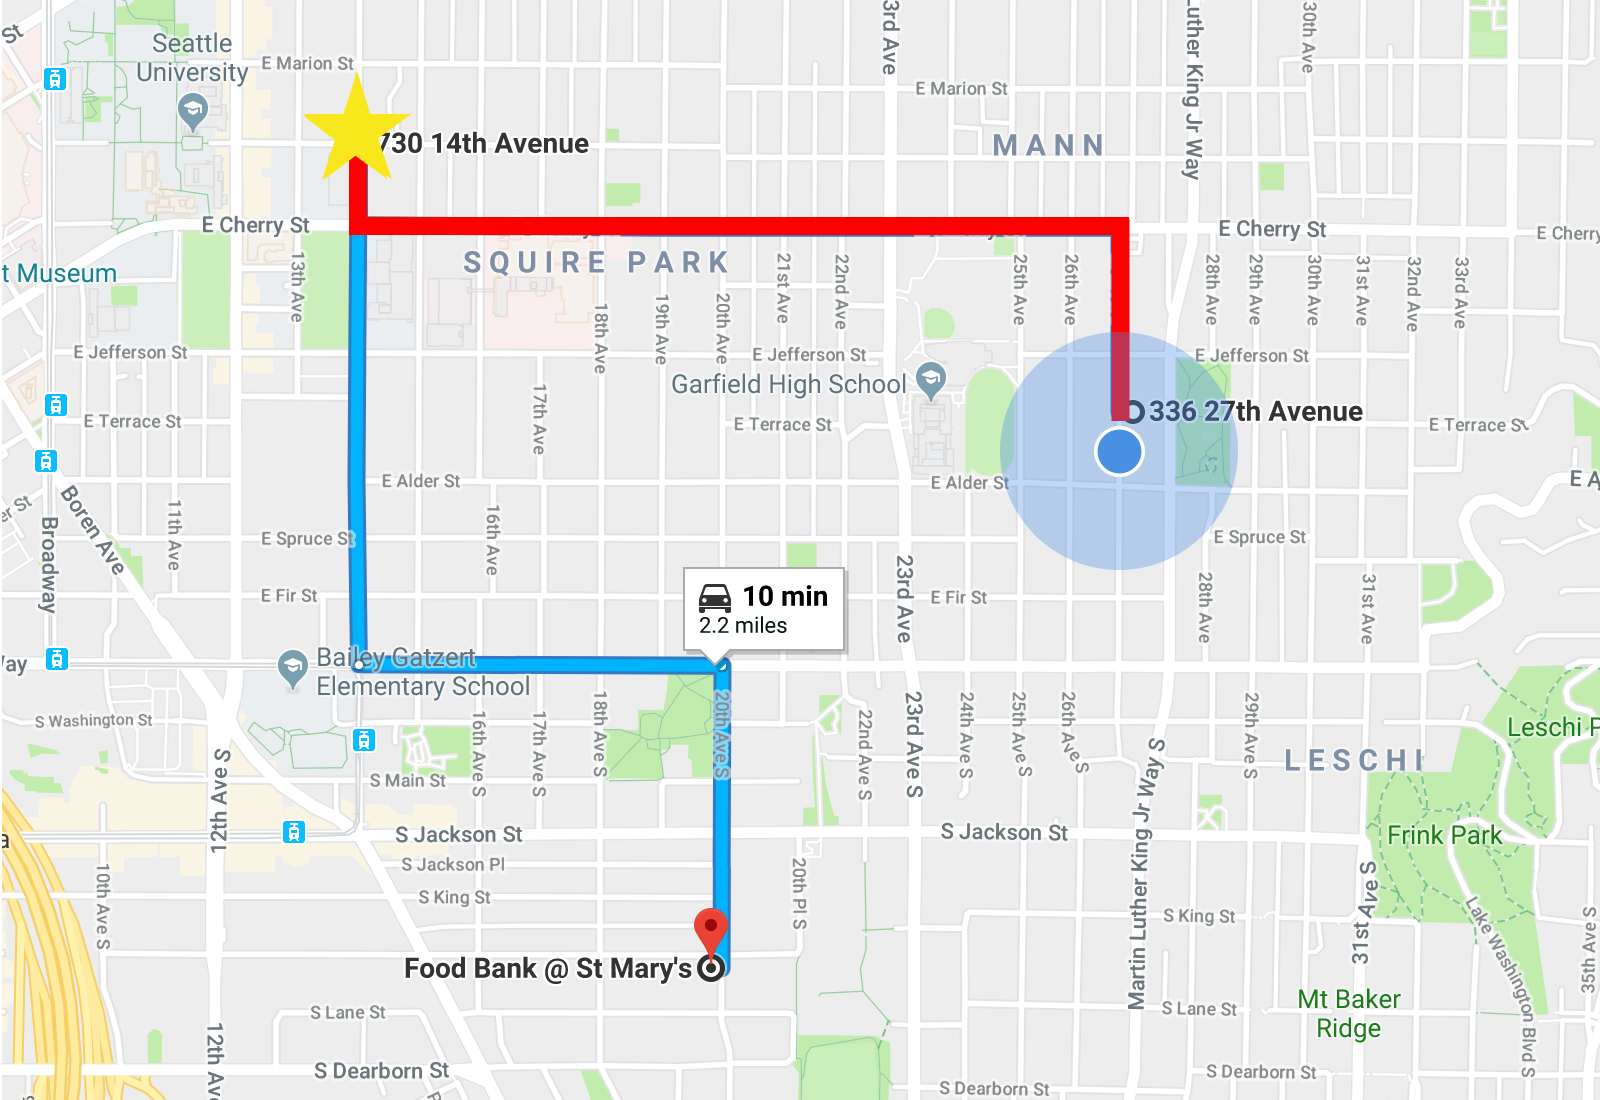 St
Seattle
University
E Marion St
3rd Ave
Luther King Jr Way
30th Ave
E Marion St
730 14th Avenue
MANN
E Cherry St
E Cherry St
E Cherry
t Museum
13th Ave
SQUIRE PARK
18th Ave
19th Ave
20th Ave
21st Ave
22nd Ave
25th Ave
26th Ave
28th Ave
29th Ave
30th Ave
31st Ave
32nd Ave
33rd Ave
E Jefferson St
E Jefferson St
E Jefferson St
Garfield High School
17th Ave
336 27th Avenue
E Terrace St
E Terrace St
E Terrace St
E Alder St
E Alder St
E A
er St
Boren Ave
Broadway
11th Ave
16th Ave
E Spruce St
E Spruce St
23rd Ave
10 min
2.2 miles
E Fir St
E Fir St
28th Ave
31st Ave
Way
Bailey Gatzert
Elementary School
S Washington St
16th Ave S
17th Ave S
18th Ave S
20th Ave S
22nd Ave S
23rd Ave S
24th Ave S
25th Ave S
26th Ave S
29th Ave S
Leschi P
LESCHI
S Main St
12th Ave S
Martin Luther King Jr Way S
a
S Jackson St
S Jackson St
Frink Park
S Jackson Pl
10th Ave S
20th Pl S
31st Ave S
S King St
S King St
Lake Washington Blvd S
35th Ave S
Food Bank @ St Mary's
S Lane St
S Lane St
Mt Baker
Ridge
12th Av
S Dearborn St
S Dearborn St
S Dearborn St